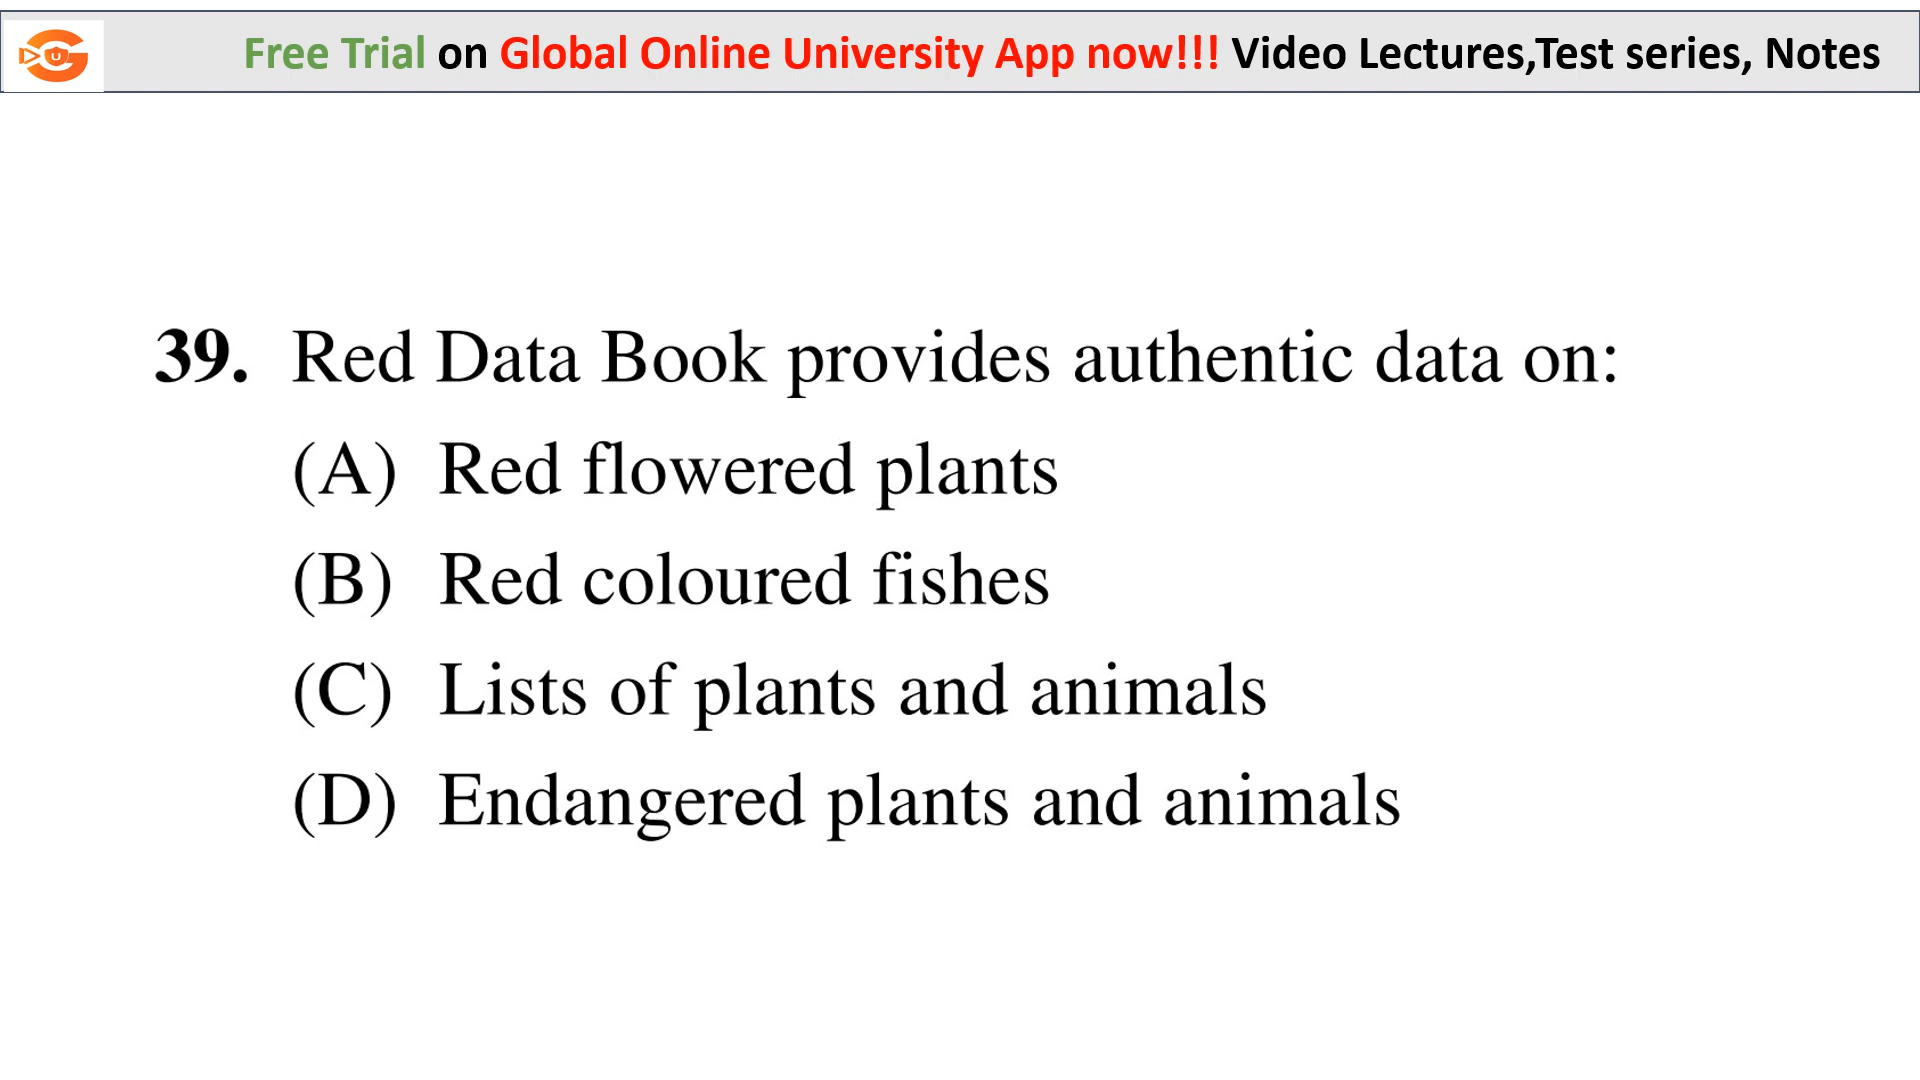 Free Trial on Global Online University App now!!! Video Lectures,Test series, Notes
39. Red Data Book provides authentic data on:
(A) Red flowered plants
(B) Red coloured fishes
(C) Lists of plants and animals
(D) Endangered plants and animals